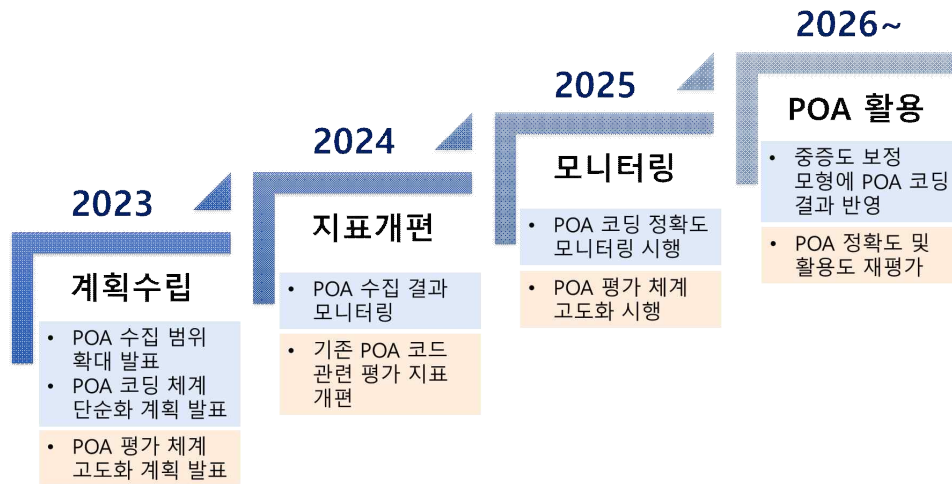 2023
계획수립
• POA 수집 범위
확대 발표
• POA 코딩 체계
단순화 계획 발표
• POA 평가 체계
고도화 계획 발표
2024
지표개편
• POA 수집 결과
모니터링
• 기존 POA 코드
관련 평가 지표
개편
2025
모니터링
• POA 코딩 정확도
모니터링 시행
• POA 평가 체계
고도화 시행
2026~
POA 활용
• 중증도 보정
모형에 POA 코딩
결과 반영
• POA 정확도 및
활용도 재평가